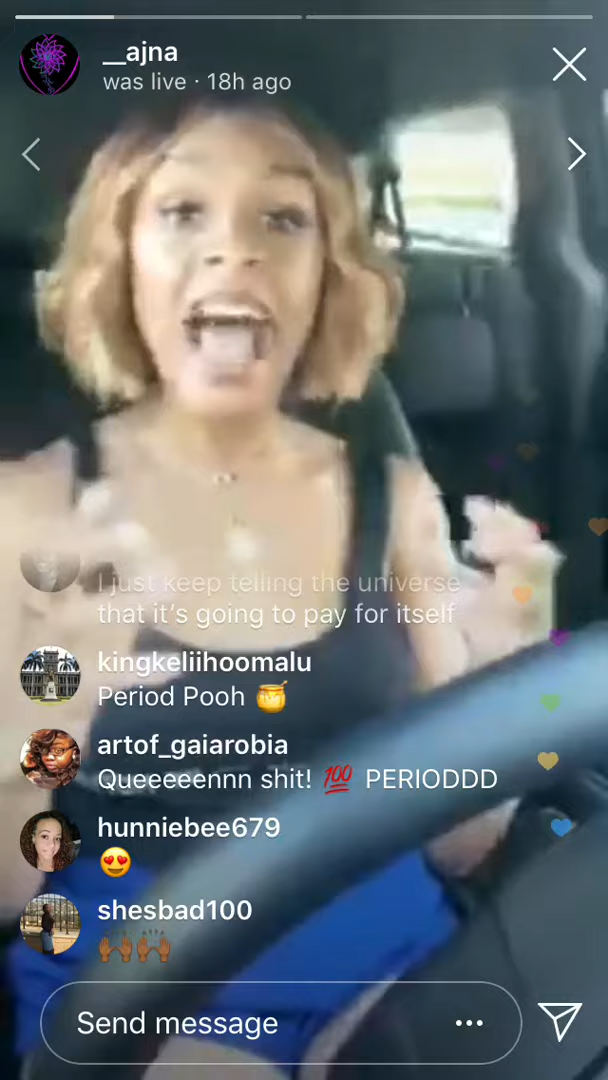 __ajna
was live · 18h ago
I just keep telling the universe
that it's going to pay for itself
kingkeliihoomalu
Period Pooh 🍯
artof_gaiarobia
Queeeeennn shit! 💯 PERIODDD
hunniebee679
😍
shesbad100
🙌🏾🙌🏾
Send message